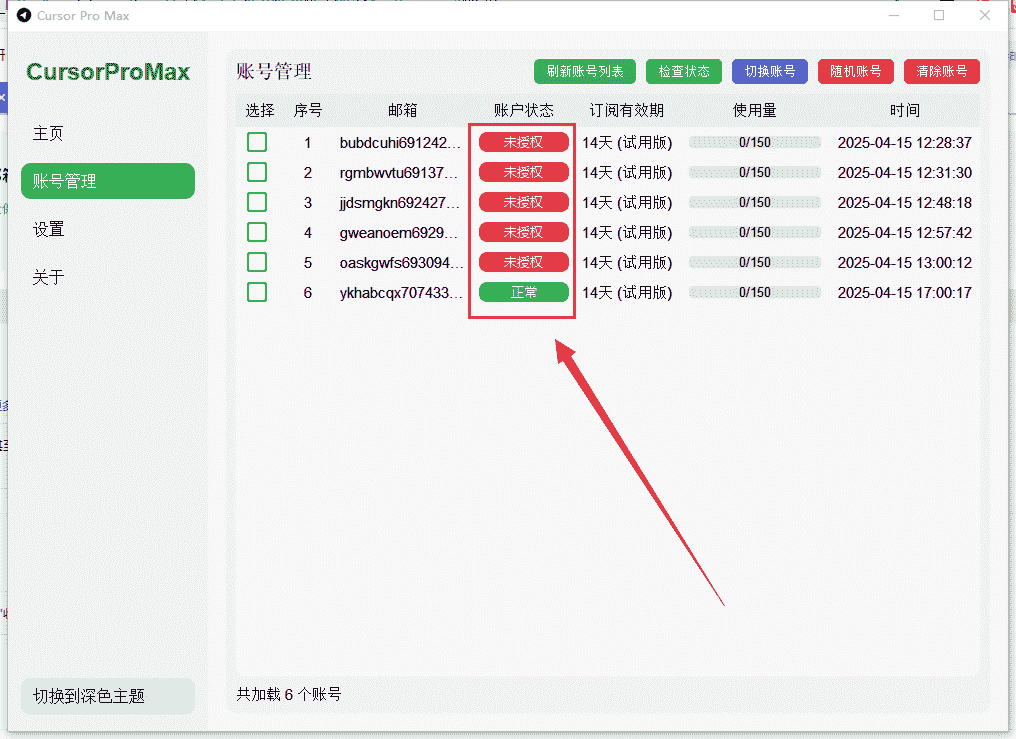 Cursor Pro Max
CursorProMax
主页
账号管理
设置
关于
切换到深色主题
账号管理
刷新账号列表 检查状态 切换账号 随机账号 清除账号
选择 序号 邮箱 账户状态 订阅有效期 使用量 时间
1 bubdcuhi691242... 未授权 14天 (试用版) 0/150 2025-04-15 12:28:37
2 rgmbwvtu69137... 未授权 14天 (试用版) 0/150 2025-04-15 12:31:30
3 jjdsmgkn692427... 未授权 14天 (试用版) 0/150 2025-04-15 12:48:18
4 gweanoem6929... 未授权 14天 (试用版) 0/150 2025-04-15 12:57:42
5 oaskgwfs693094... 未授权 14天 (试用版) 0/150 2025-04-15 13:00:12
6 ykhabcqx707433... 正常 14天 (试用版) 0/150 2025-04-15 17:00:17
共加载 6 个账号